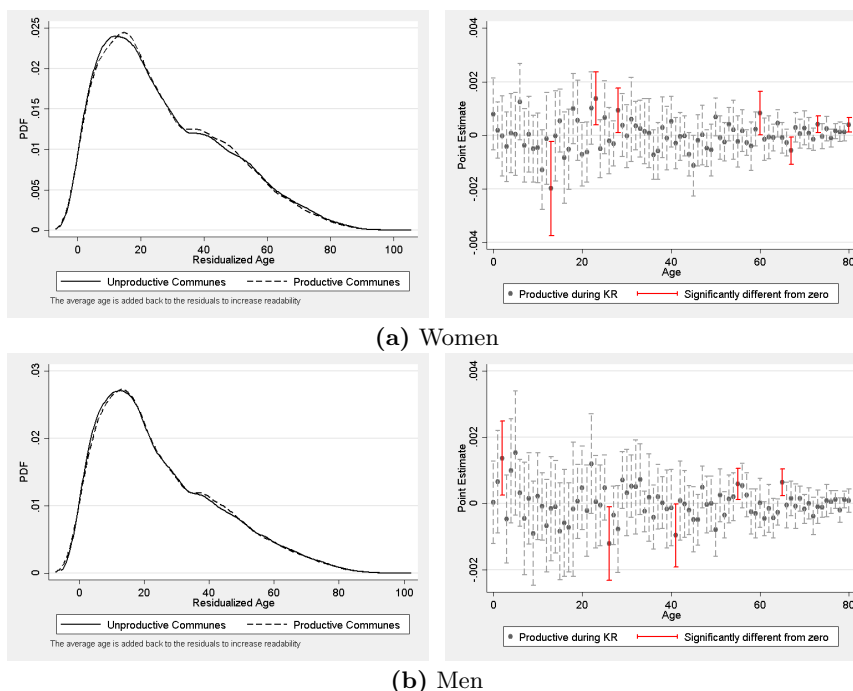 PDF
0 .005 .01 .015 .02 .025
0 20 40 60 80 100
Residualized Age
Unproductive Communes Productive Communes
The average age is added back to the residuals to increase readability
Point Estimate
-.004 -.002 0 .002 .004
0 20 40 60 80
Age
Productive during KR Significantly different from zero
(a) Women
PDF
0 .01 .02 .03
0 20 40 60 80 100
Residualized Age
Unproductive Communes Productive Communes
The average age is added back to the residuals to increase readability
Point Estimate
-.002 0 .002 .004
0 20 40 60 80
Age
Productive during KR Significantly different from zero
(b) Men